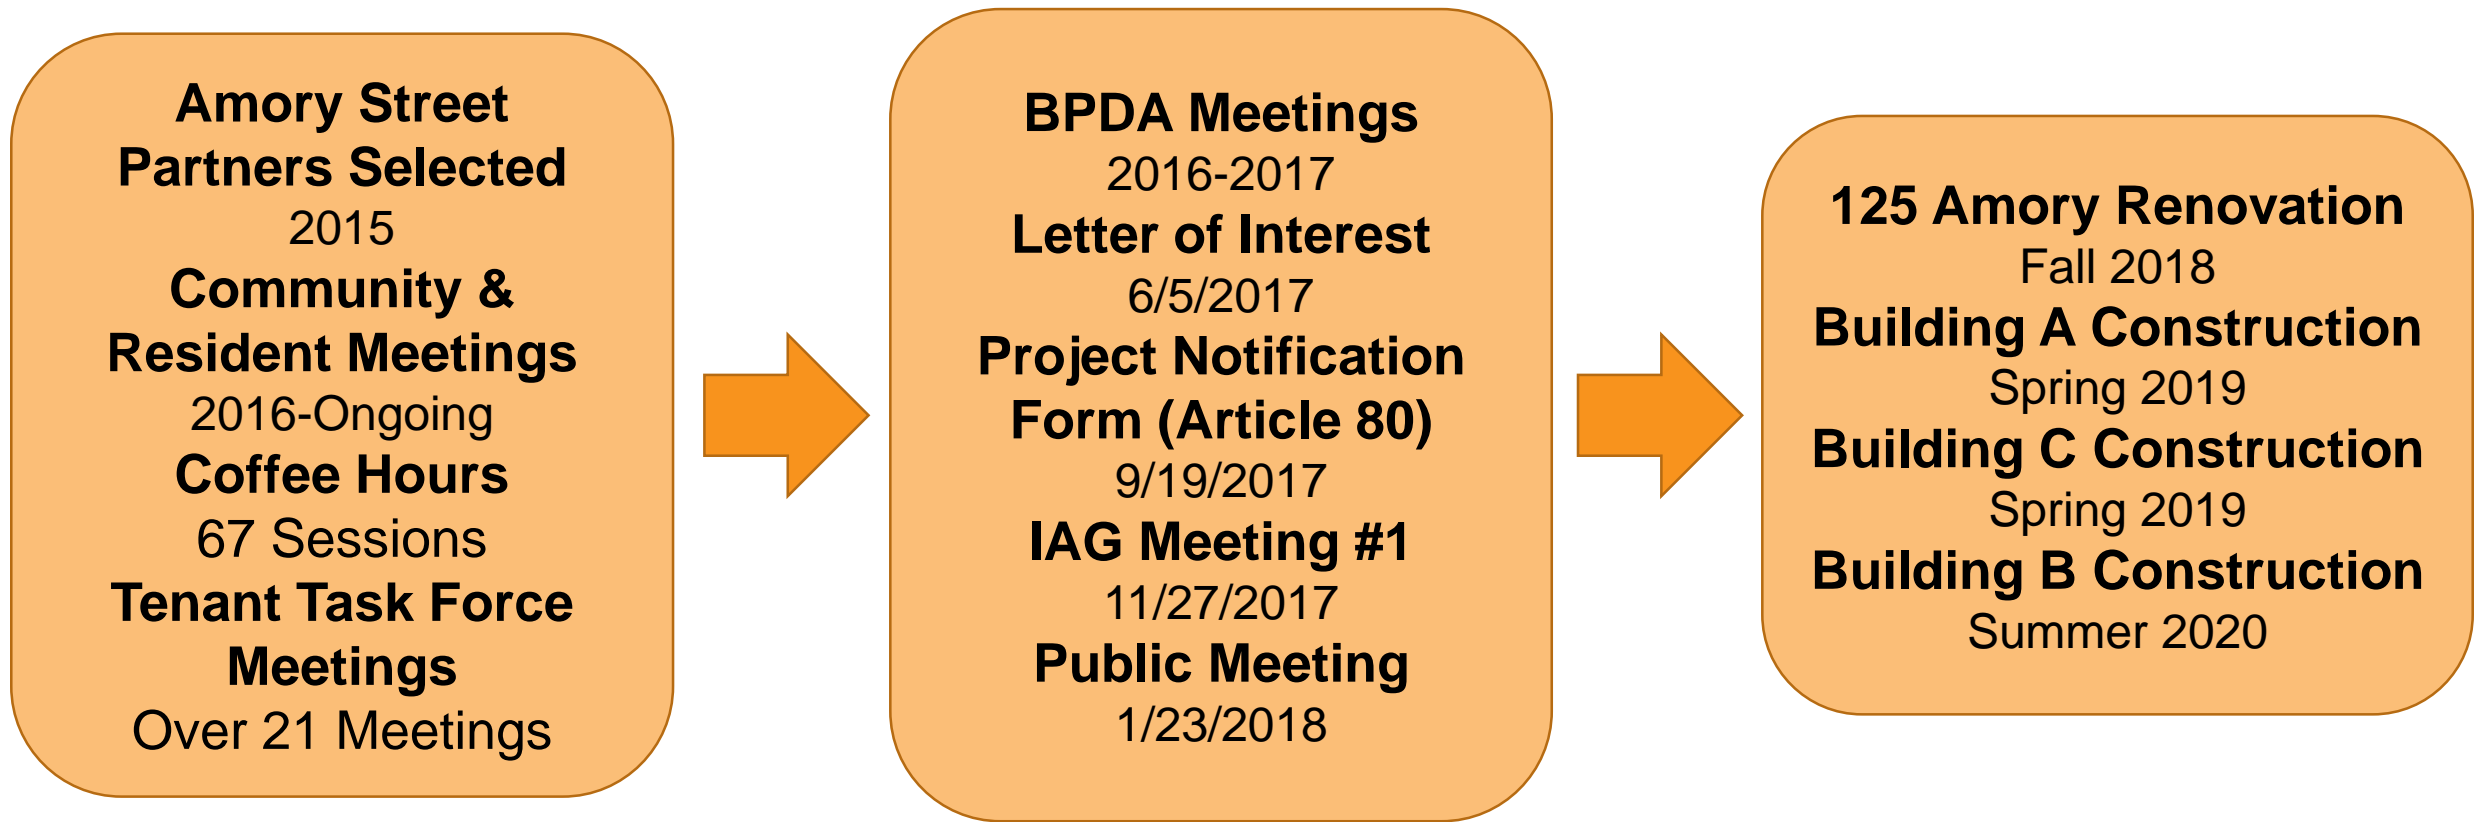 Amory Street
Partners Selected
2015
Community &
Resident Meetings
2016-Ongoing
Coffee Hours
67 Sessions
Tenant Task Force
Meetings
Over 21 Meetings
BPDA Meetings
2016-2017
Letter of Interest
6/5/2017
Project Notification
Form (Article 80)
9/19/2017
IAG Meeting #1
11/27/2017
Public Meeting
1/23/2018
125 Amory Renovation
Fall 2018
Building A Construction
Spring 2019
Building C Construction
Spring 2019
Building B Construction
Summer 2020